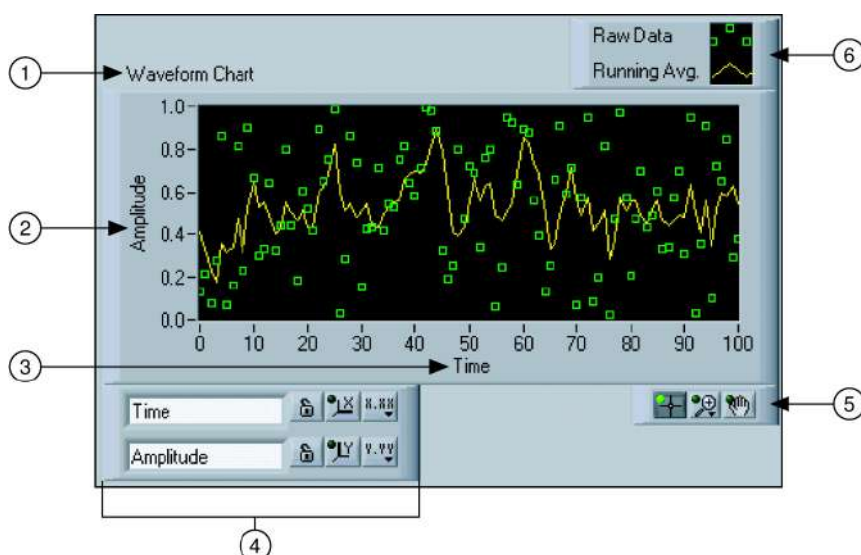 Raw Data
Running Avg.
6
1
Waveform Chart
1.0
0.8
0.6
0.4
0.2
0.0
Amplitude
2
0 10 20 30 40 50 60 70 80 90 100
3
Time
Time X X.XX
5
Amplitude Y Y.YY
4